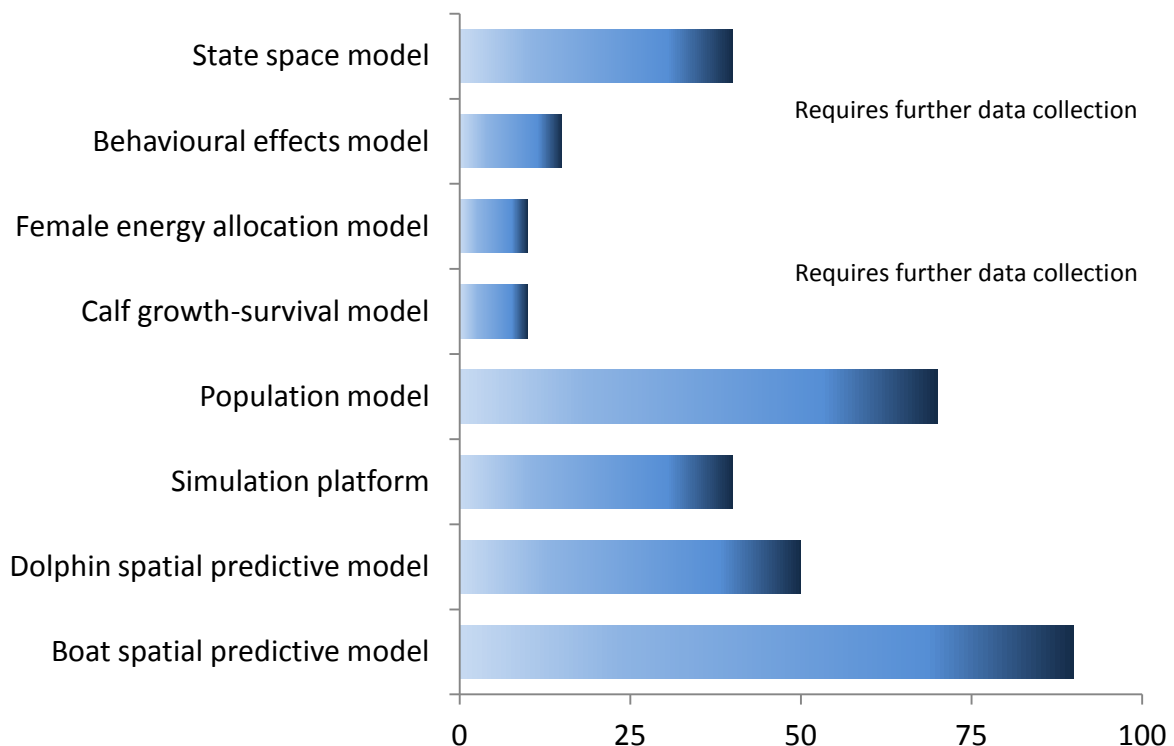 State space model
Requires further data collection
Behavioural effects model
Female energy allocation model
Requires further data collection
Calf growth-survival model
Population model
Simulation platform
Dolphin spatial predictive model
Boat spatial predictive model
0 25 50 75 100